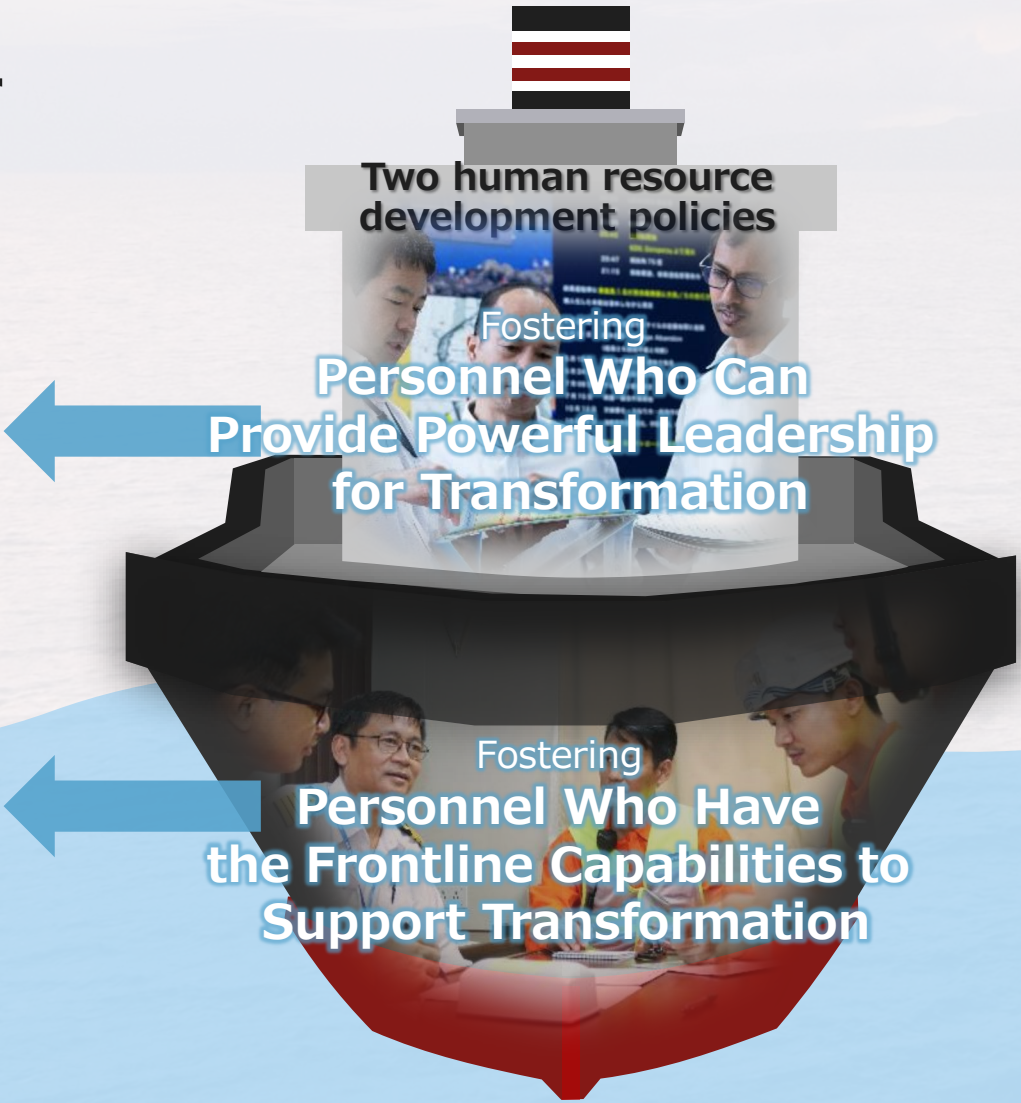 Two human resource
development policies
Fostering
Personnel Who Can
Provide Powerful Leadership
for Transformation
Fostering
Personnel Who Have
the Frontline Capabilities to
Support Transformation